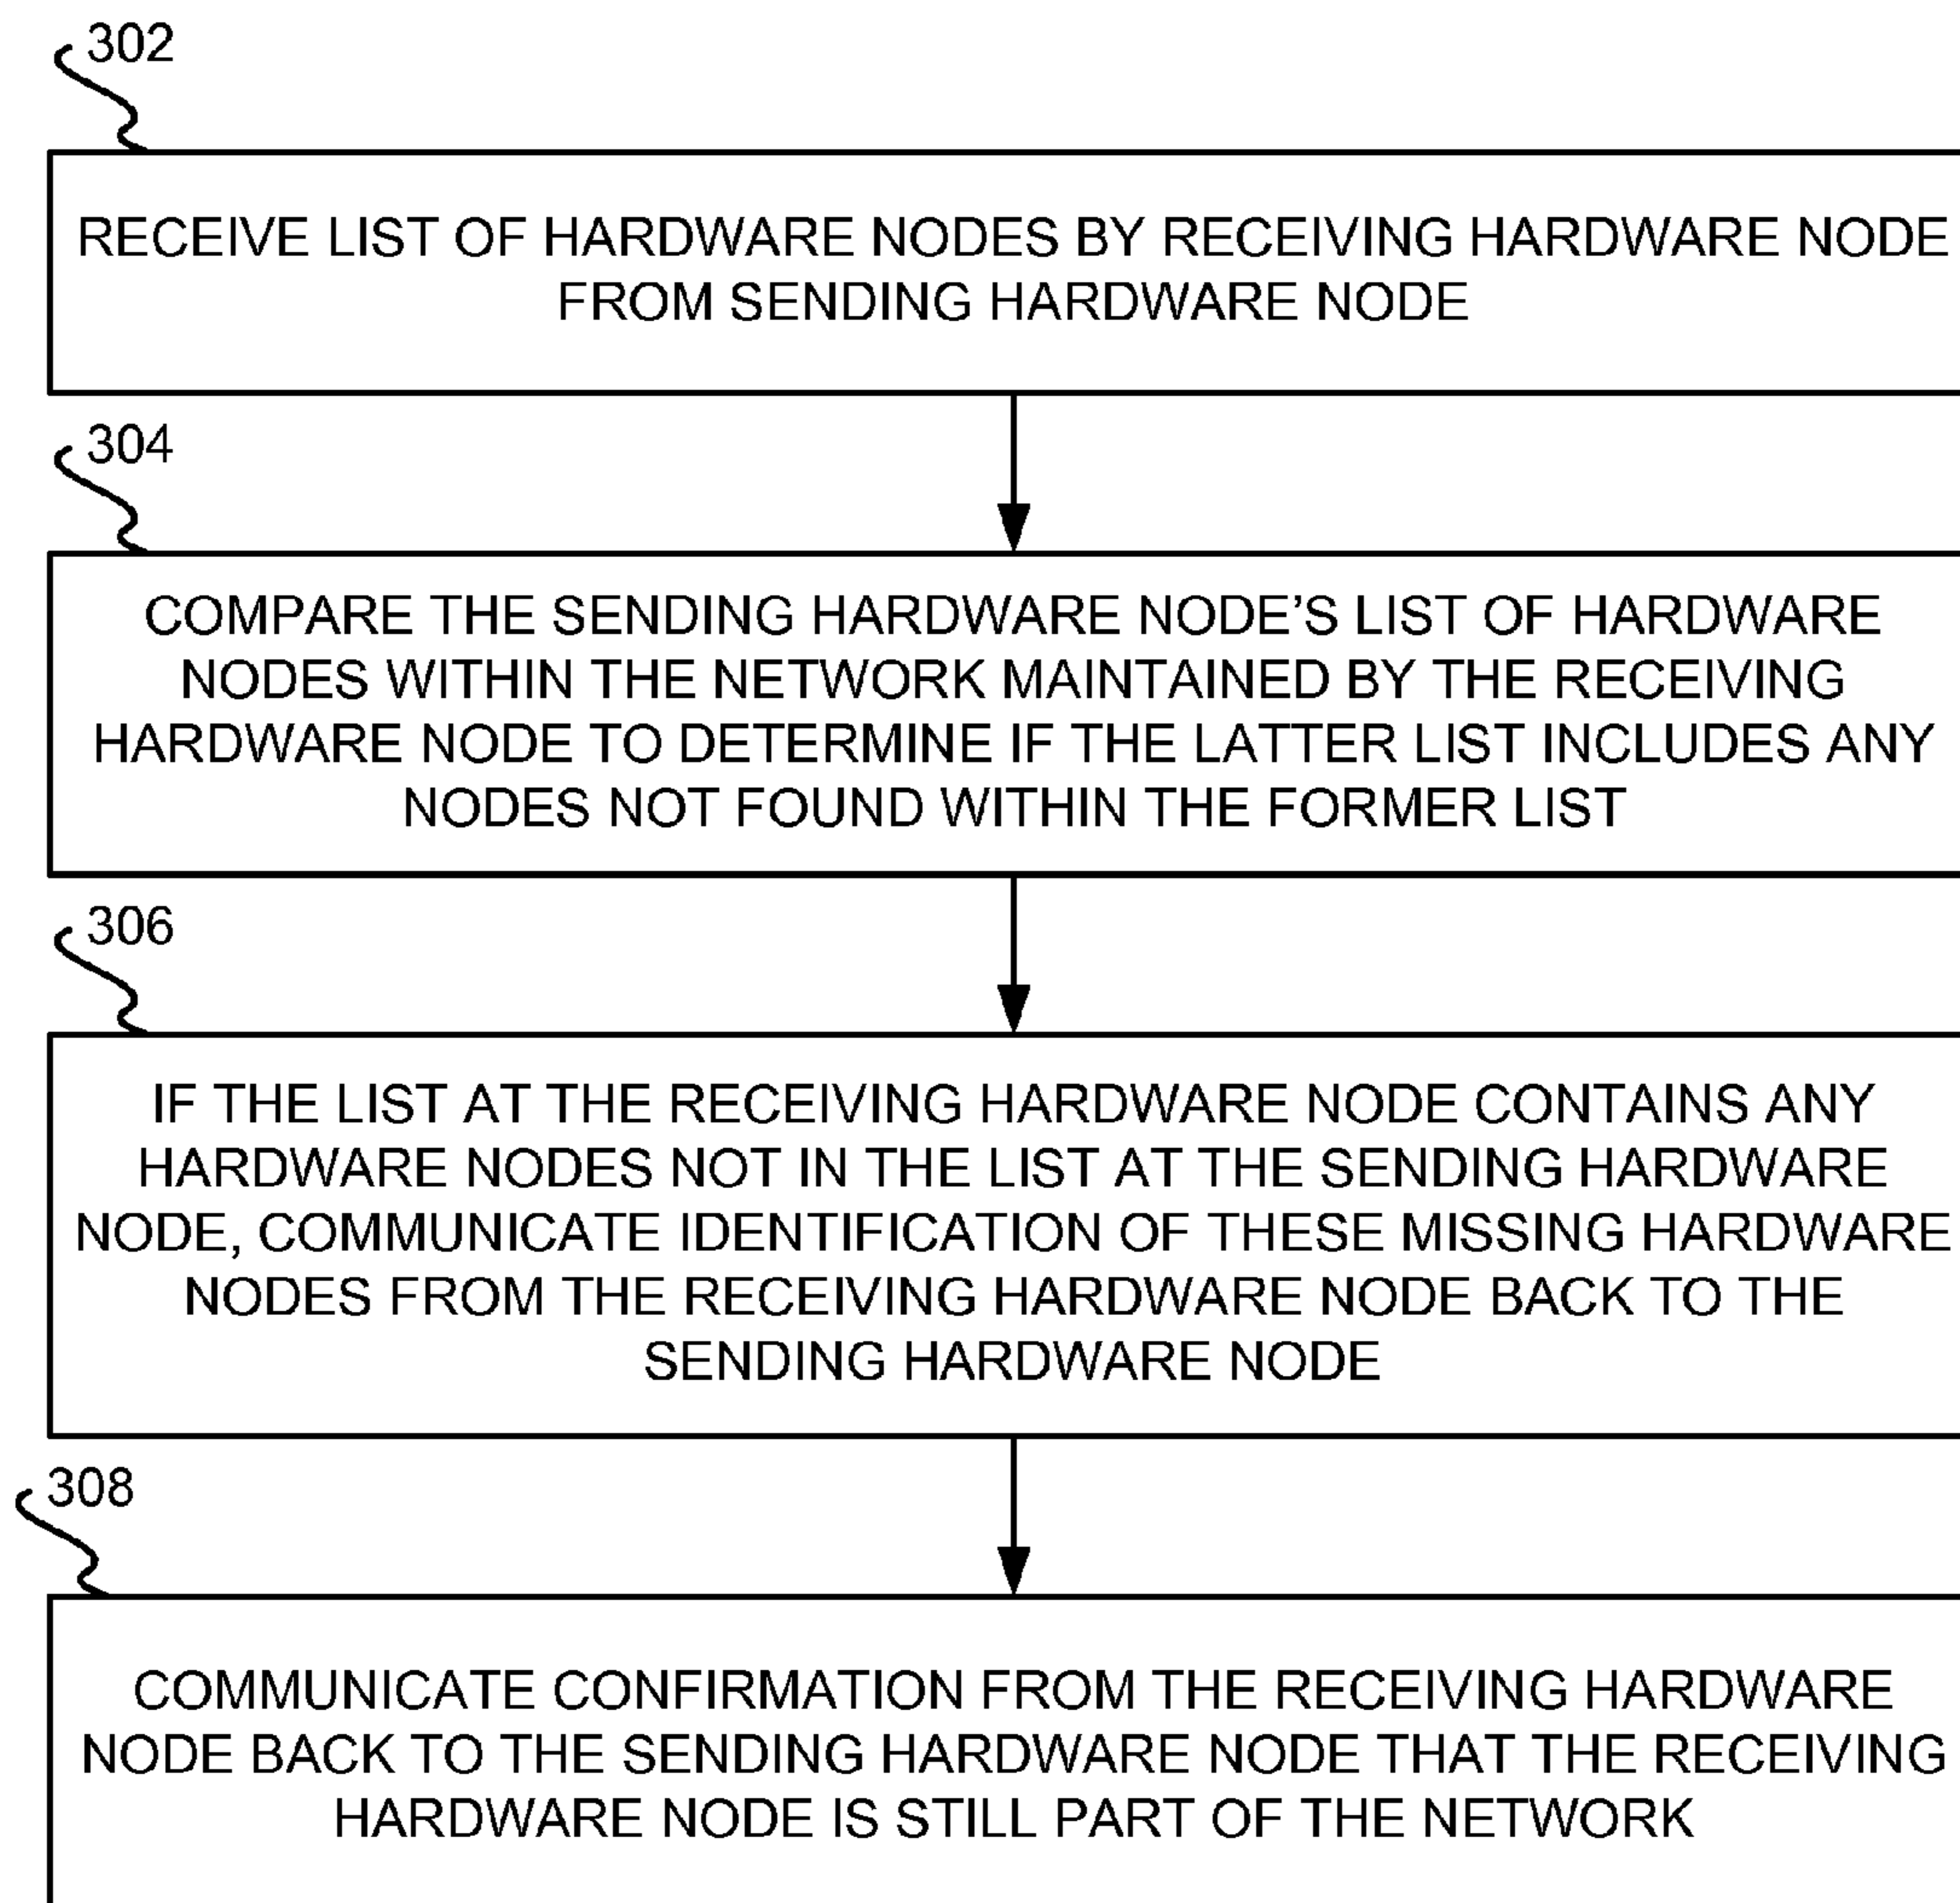 302
RECEIVE LIST OF HARDWARE NODES BY RECEIVING HARDWARE NODE
FROM SENDING HARDWARE NODE
304
COMPARE THE SENDING HARDWARE NODE’S LIST OF HARDWARE
NODES WITHIN THE NETWORK MAINTAINED BY THE RECEIVING
HARDWARE NODE TO DETERMINE IF THE LATTER LIST INCLUDES ANY
NODES NOT FOUND WITHIN THE FORMER LIST
306
IF THE LIST AT THE RECEIVING HARDWARE NODE CONTAINS ANY
HARDWARE NODES NOT IN THE LIST AT THE SENDING HARDWARE
NODE, COMMUNICATE IDENTIFICATION OF THESE MISSING HARDWARE
NODES FROM THE RECEIVING HARDWARE NODE BACK TO THE
SENDING HARDWARE NODE
308
COMMUNICATE CONFIRMATION FROM THE RECEIVING HARDWARE
NODE BACK TO THE SENDING HARDWARE NODE THAT THE RECEIVING
HARDWARE NODE IS STILL PART OF THE NETWORK